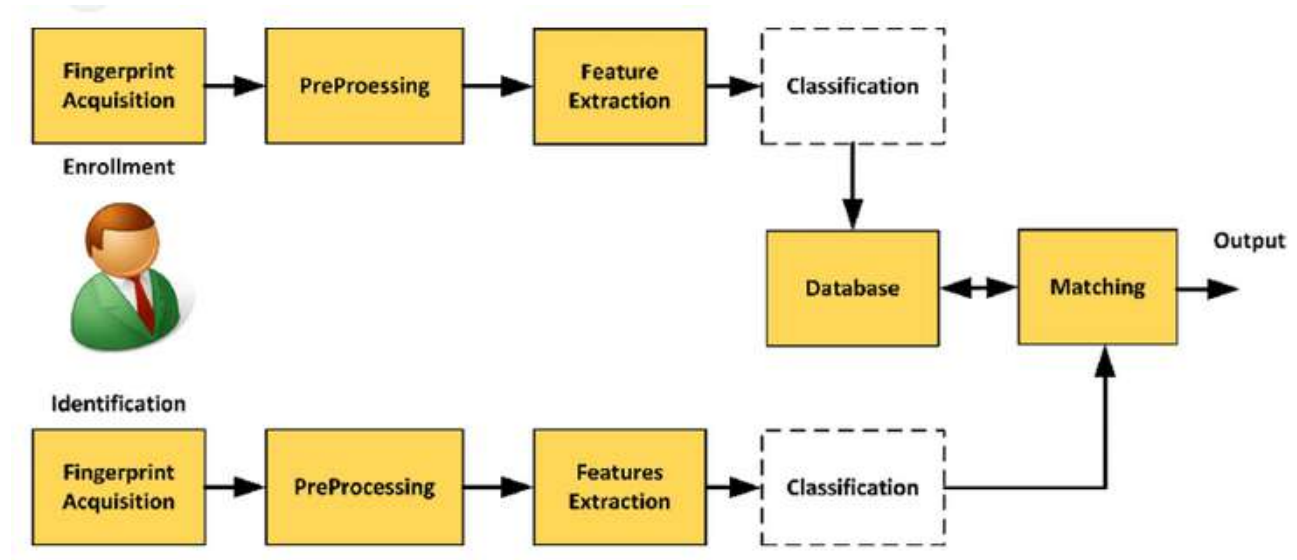 Fingerprint
Acquisition
PreProessing
Feature
Extraction
Classification
Enrollment
Database
Matching
Output
Identification
Fingerprint
Acquisition
PreProcessing
Features
Extraction
Classification